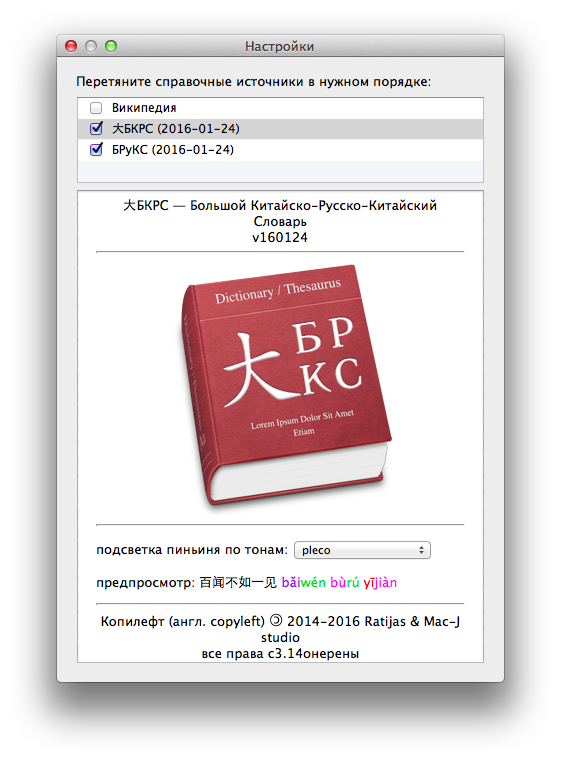 Настройки
Перетяните справочные источники в нужном порядке:
Википедия
大БКРС (2016-01-24)
БРуКС (2016-01-24)
大БКРС — Большой Китайско-Русско-Китайский
Словарь
v160124
Dictionary / Thesaurus
大 БР
КС
Lorem Ipsum Dolor Sit Amet
Etiam
подсветка пиньиня по тонам: pleco
предпросмотр: 百闻不如一见 bǎiwén bùrú yījiàn
Копилефт (англ. copyleft) 🄯 2014-2016 Ratijas & Mac-J
studio
все права с3.14онерены